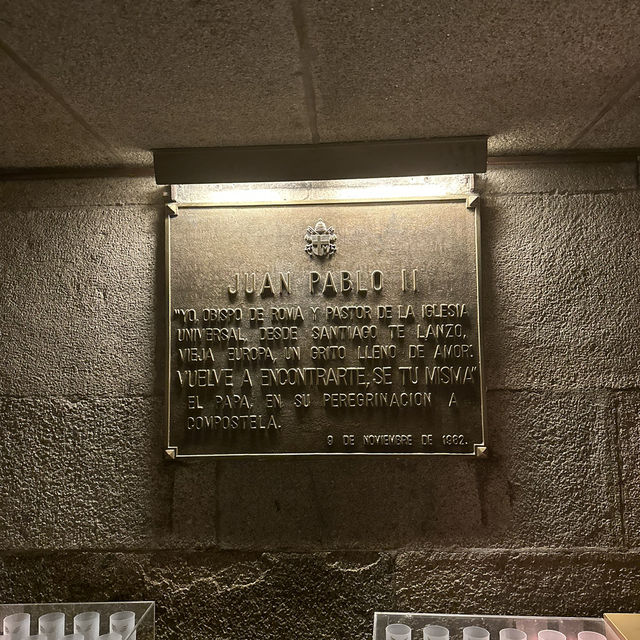 JUAN PABLO II
"YO, OBISPO DE ROMA Y PASTOR DE LA IGLESIA
UNIVERSAL, DESDE SANTIAGO TE LANZO,
VIEJA EUROPA, UN GRITO LLENO DE AMOR:
VUELVE A ENCONTRARTE, SE TU MISMA"
EL PAPA, EN SU PEREGRINACION A
COMPOSTELA.
9 DE NOVIEMBRE DE 1982.